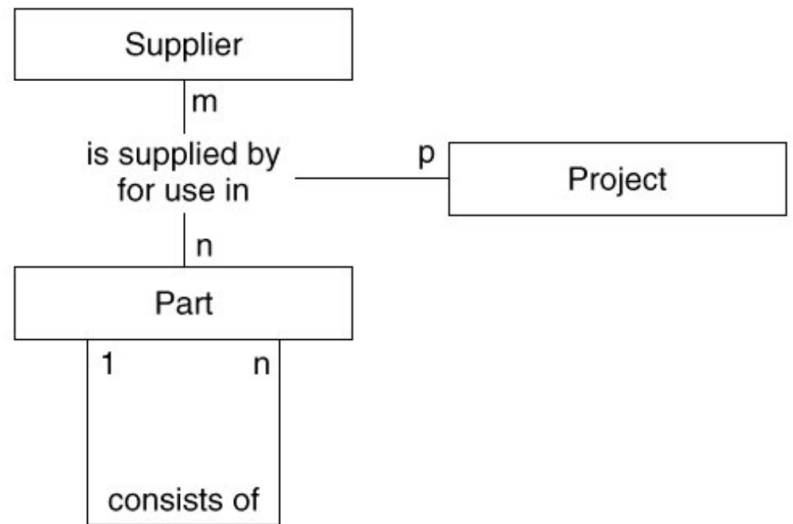 Supplier
m
is supplied by
for use in
p
Project
n
Part
1
n
consists of